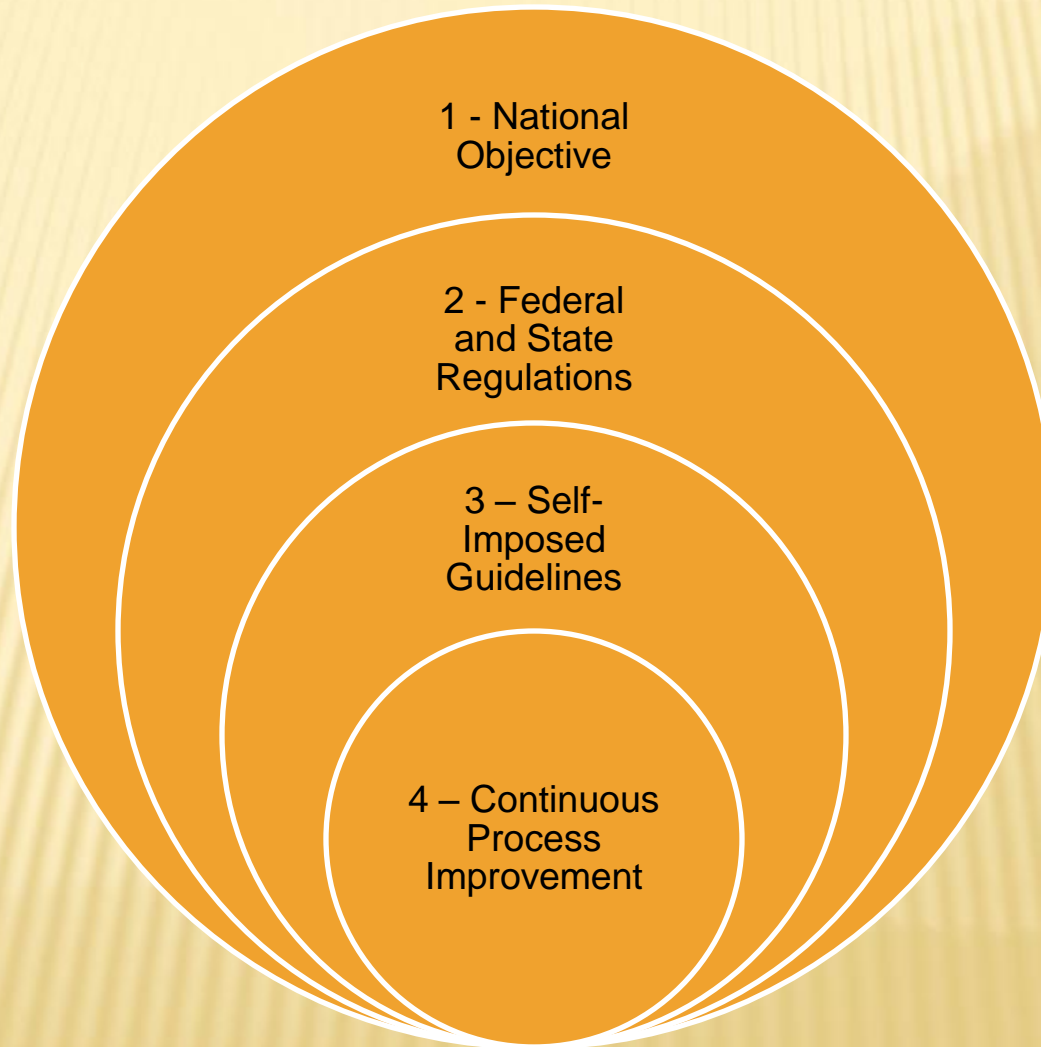 1 - National
Objective
2 - Federal
and State
Regulations
3 – Self-
Imposed
Guidelines
4 – Continuous
Process
Improvement